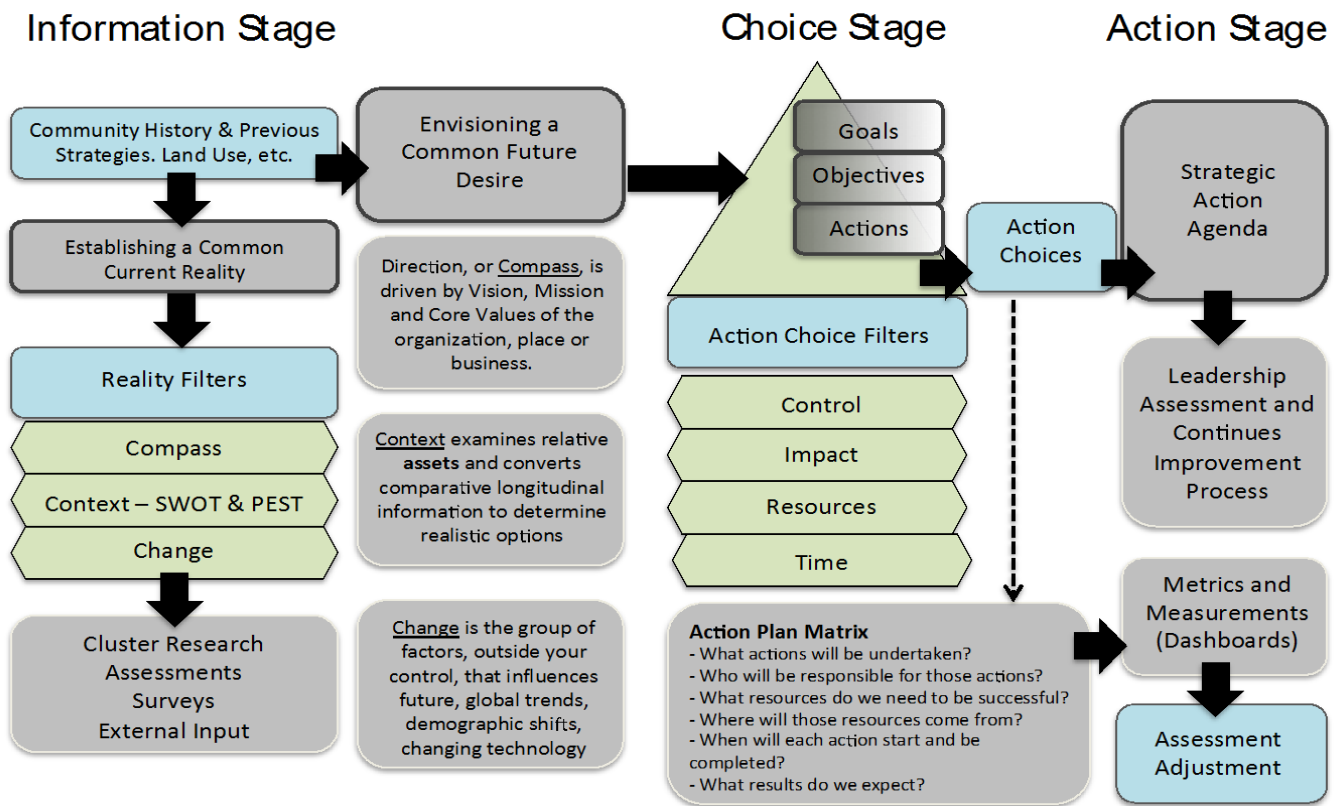 Information Stage
Choice Stage
Action Stage
Community History & Previous
Strategies. Land Use, etc.
Establishing a Common
Current Reality
Reality Filters
Compass
Context – SWOT & PEST
Change
Cluster Research
Assessments
Surveys
External Input
Envisioning a
Common Future
Desire
Direction, or Compass, is
driven by Vision, Mission
and Core Values of the
organization, place or
business.
Context examines relative
assets and converts
comparative longitudinal
information to determine
realistic options
Change is the group of
factors, outside your
control, that influences
future, global trends,
demographic shifts,
changing technology
Goals
Objectives
Actions
Action Choice Filters
Control
Impact
Resources
Time
Action
Choices
Action Plan Matrix
- What actions will be undertaken?
- Who will be responsible for those actions?
- What resources do we need to be successful?
- Where will those resources come from?
- When will each action start and be
completed?
- What results do we expect?
Strategic
Action
Agenda
Leadership
Assessment and
Continues
Improvement
Process
Metrics and
Measurements
(Dashboards)
Assessment
Adjustment